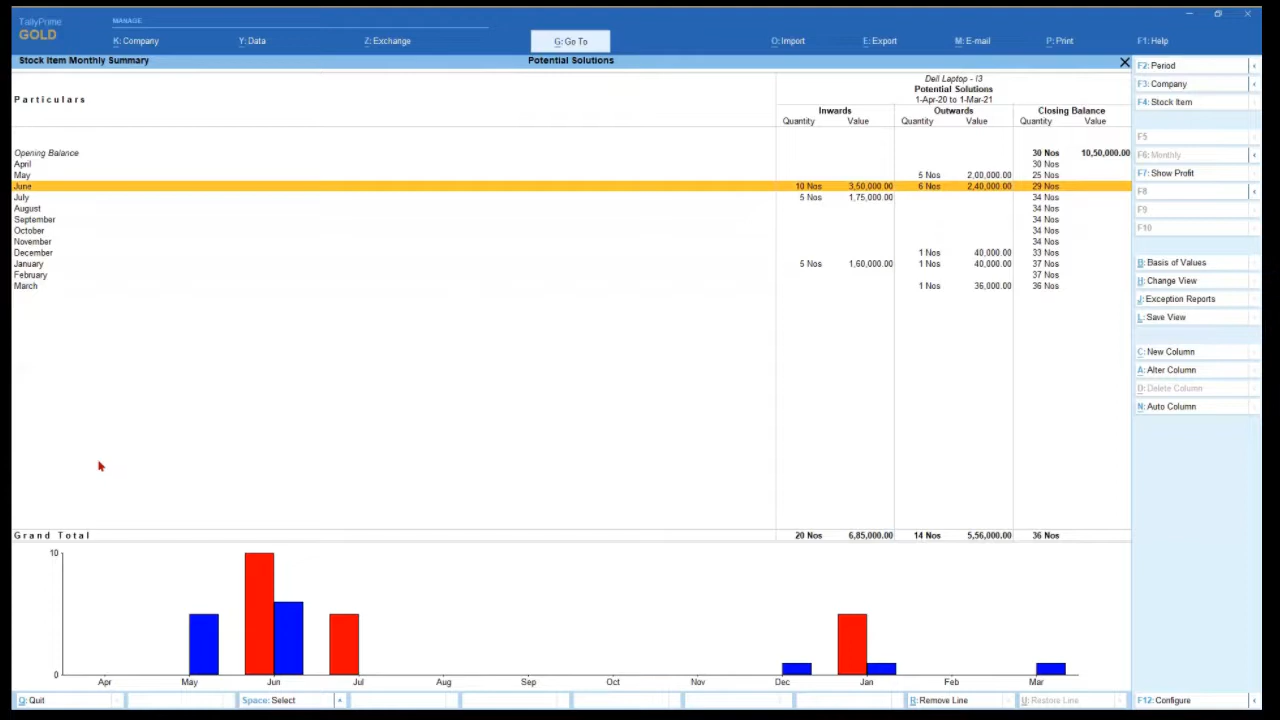 TallyPrime
GOLD
MANAGE
K: Company
Y: Data
Z: Exchange
G: Go To
O: Import
E: Export
M: E-mail
P: Print
F1: Help
Stock Item Monthly Summary
Potential Solutions
F2: Period
F3: Company
F4: Stock Item
F5
F6: Monthly
F7: Show Profit
F8
F9
F10
B: Basis of Values
H: Change View
J: Exception Reports
L: Save View
C: New Column
A: Alter Column
D: Delete Column
N: Auto Column
Particulars
Dell Laptop - I3
Potential Solutions
1-Apr-20 to 1-Mar-21
Inwards Outwards Closing Balance
Quantity Value Quantity Value Quantity Value
Opening Balance 30 Nos 10,50,000.00
April 30 Nos
May 5 Nos 2,00,000.00 25 Nos
June 10 Nos 3,50,000.00 6 Nos 2,40,000.00 29 Nos
July 5 Nos 1,75,000.00 34 Nos
August 34 Nos
September 34 Nos
October 34 Nos
November 34 Nos
December 1 Nos 40,000.00 33 Nos
January 5 Nos 1,60,000.00 1 Nos 40,000.00 37 Nos
February 37 Nos
March 1 Nos 36,000.00 36 Nos
Grand Total 20 Nos 6,85,000.00 14 Nos 5,56,000.00 36 Nos
10
0
Apr May Jun Jul Aug Sep Oct Nov Dec Jan Feb Mar
Q: Quit
Space: Select
R: Remove Line
U: Restore Line
F12: Configure